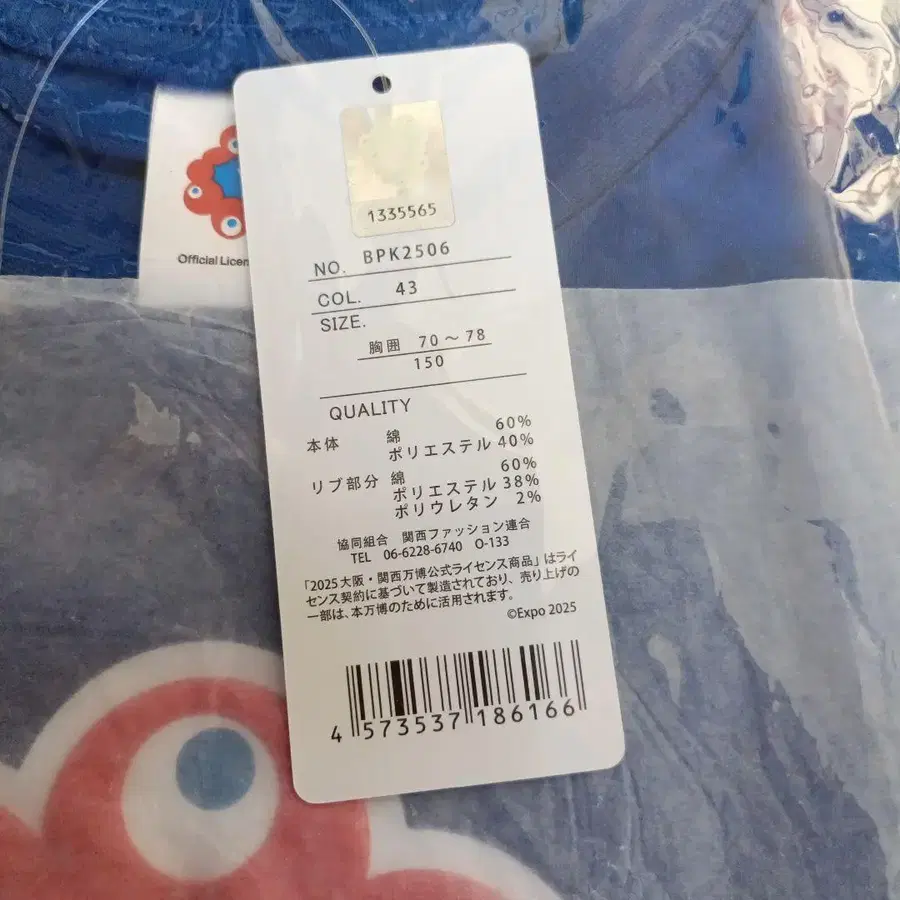 Official Licen
1335565
NO. BPK2506
COL. 43
SIZE.
胸囲 70～78
150
QUALITY
本体 綿 60%
ポリエステル 40%
リブ部分 綿 60%
ポリエステル 38%
ポリウレタン 2%
協同組合 関西ファッション連合
TEL 06-6228-6740 O-133
「2025大阪・関西万博公式ライセンス商品」はライ
センス契約に基づいて製造されており、売り上げの
一部は、本万博のために活用されます。
©Expo 2025
4 573537 186166